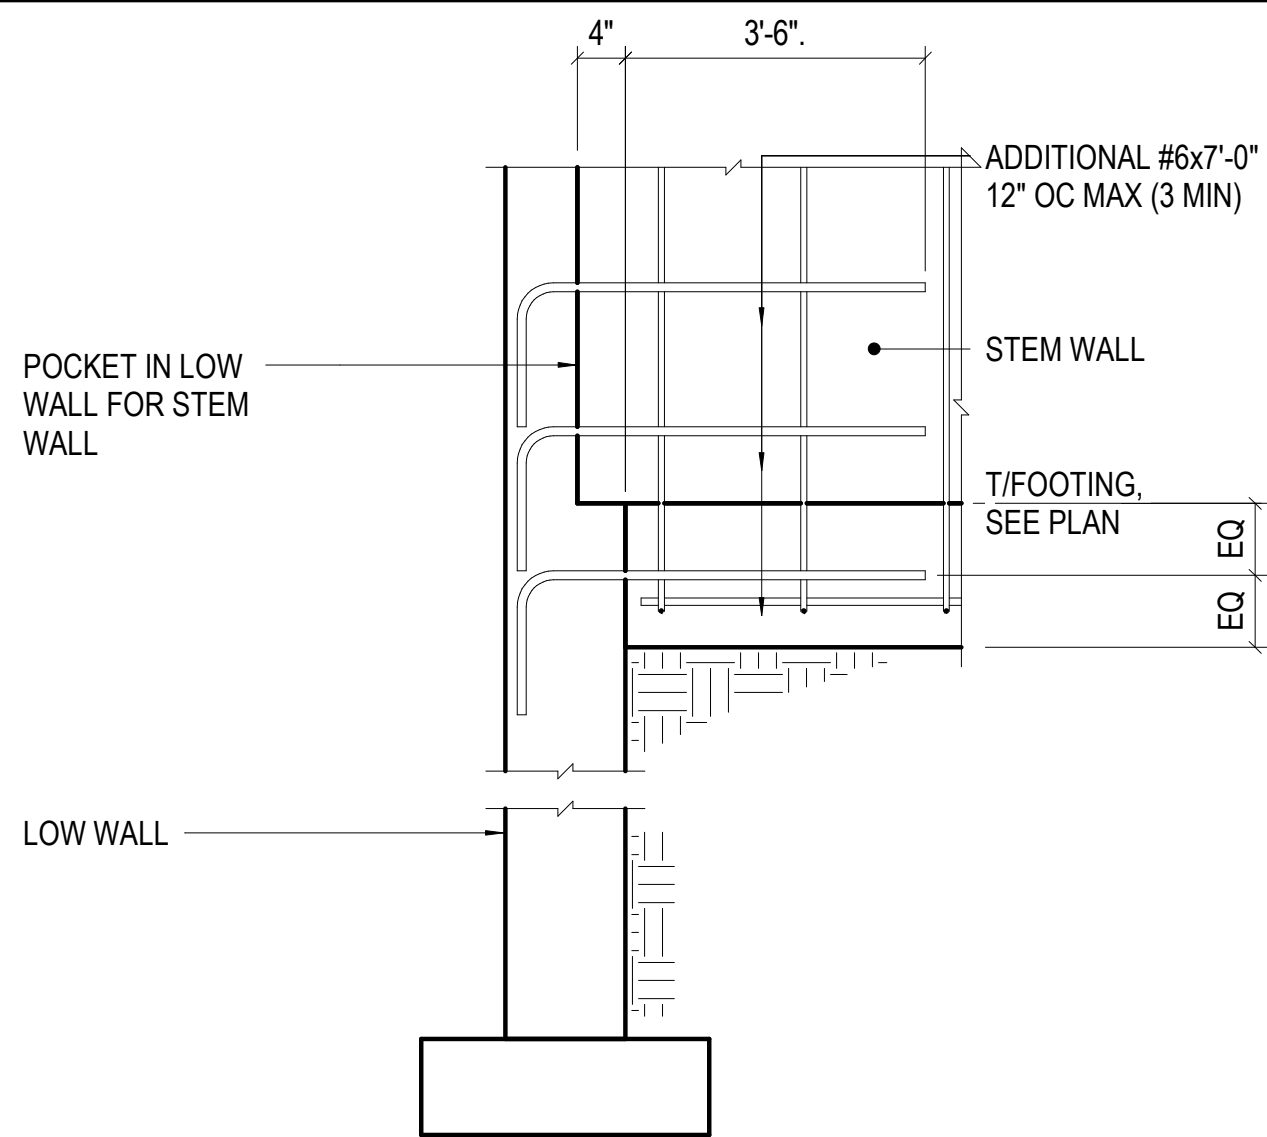 4"
3'-6".
ADDITIONAL #6x7'-0"
12" OC MAX (3 MIN)
STEM WALL
POCKET IN LOW
WALL FOR STEM
WALL
T/FOOTING,
SEE PLAN
EQ
EQ
LOW WALL